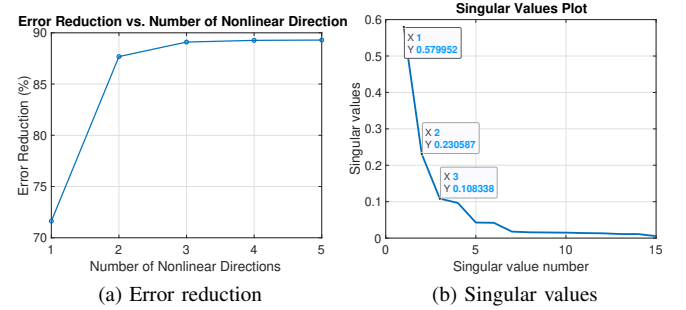 Error Reduction vs. Number of Nonlinear Direction
90
85
80
75
70
Error Reduction (%)
1 2 3 4 5
Number of Nonlinear Directions
(a) Error reduction
Singular Values Plot
0.6
0.5
0.4
0.3
0.2
0.1
0
Singular values
X 1
Y 0.579952
X 2
Y 0.230587
X 3
Y 0.108338
0 5 10 15
Singular value number
(b) Singular values